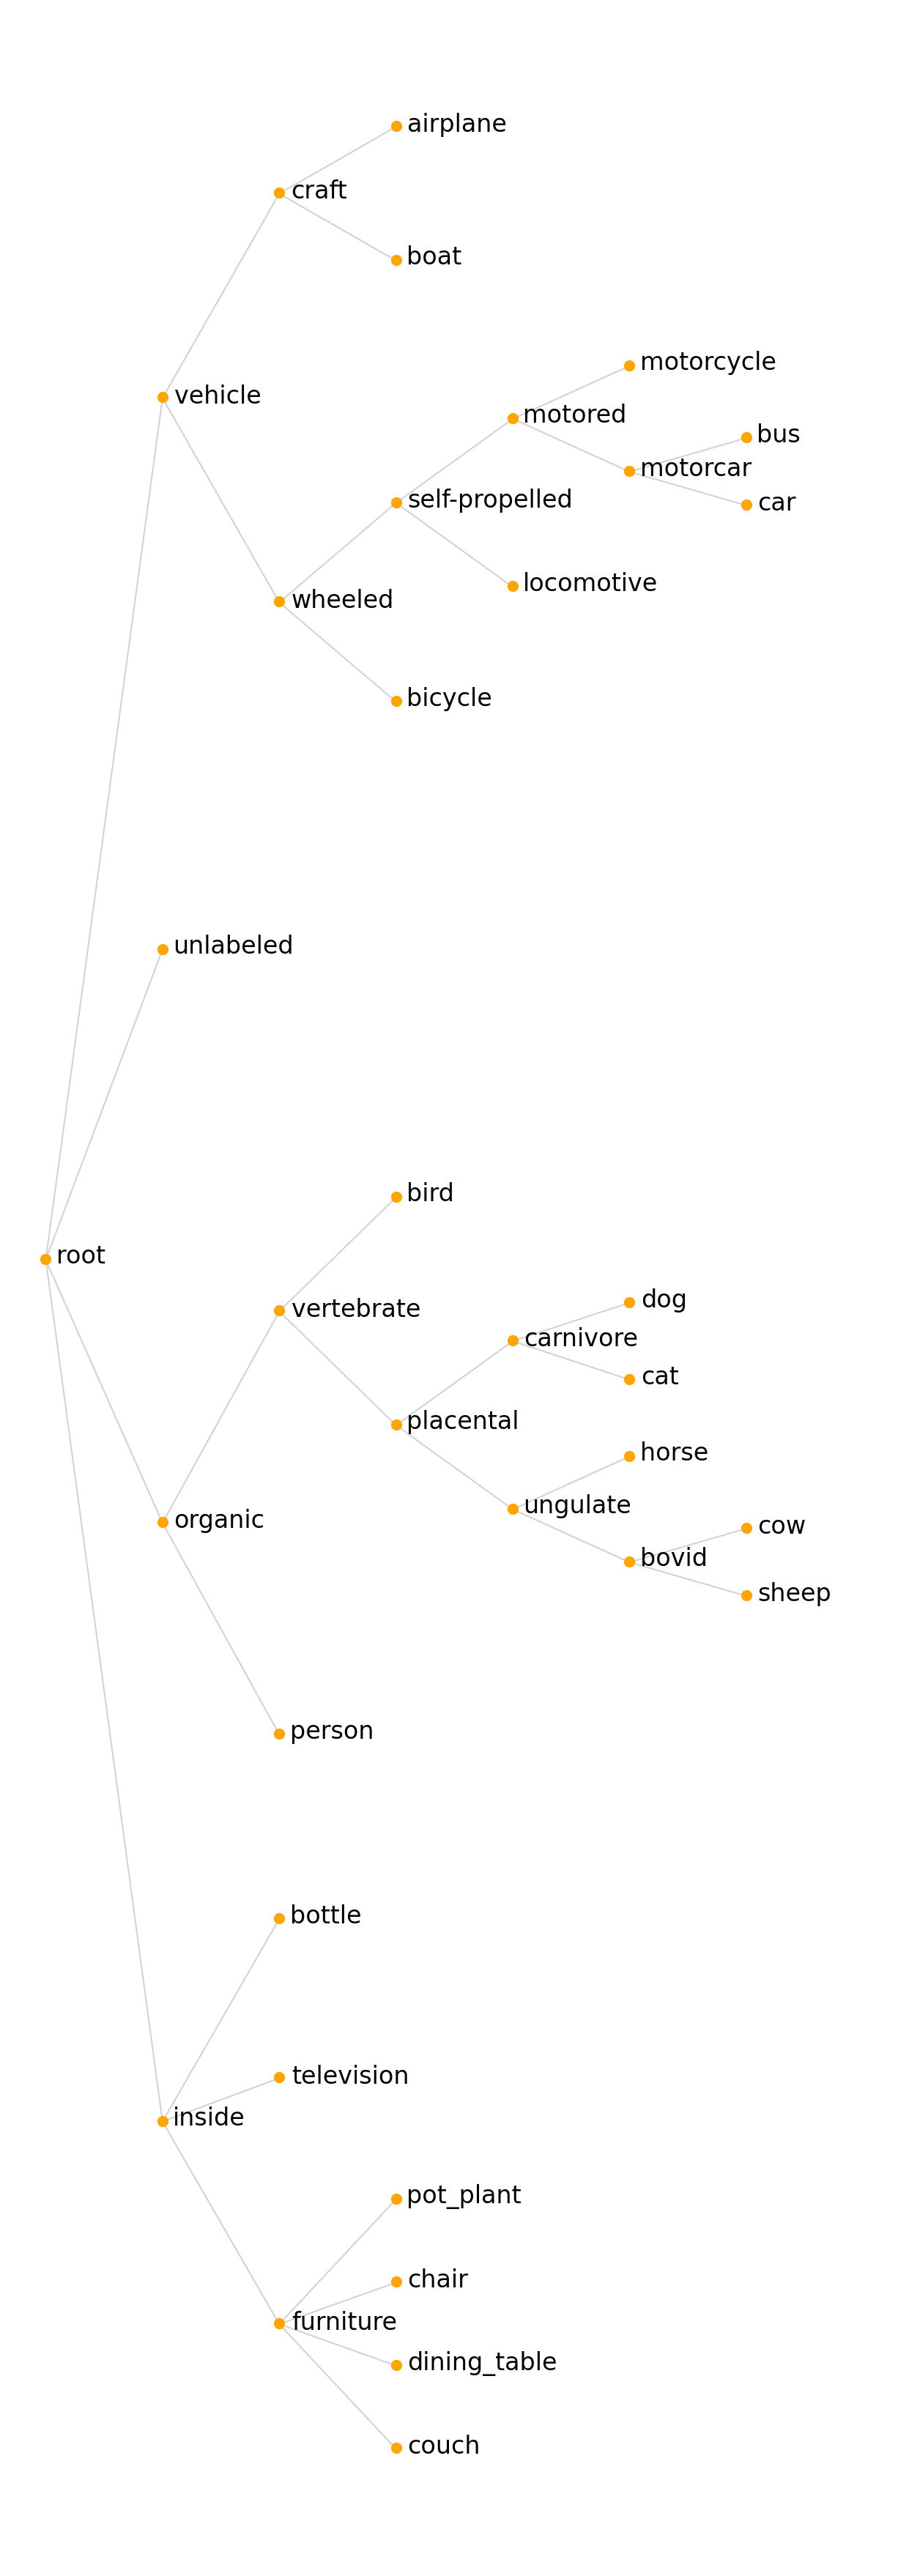 airplane
craft
boat
motorcycle
vehicle
motored
bus
motorcar
self-propelled
car
locomotive
wheeled
bicycle
unlabeled
bird
root
dog
vertebrate
carnivore
cat
placental
horse
ungulate
organic
cow
bovid
sheep
person
bottle
television
inside
pot_plant
chair
furniture
dining_table
couch